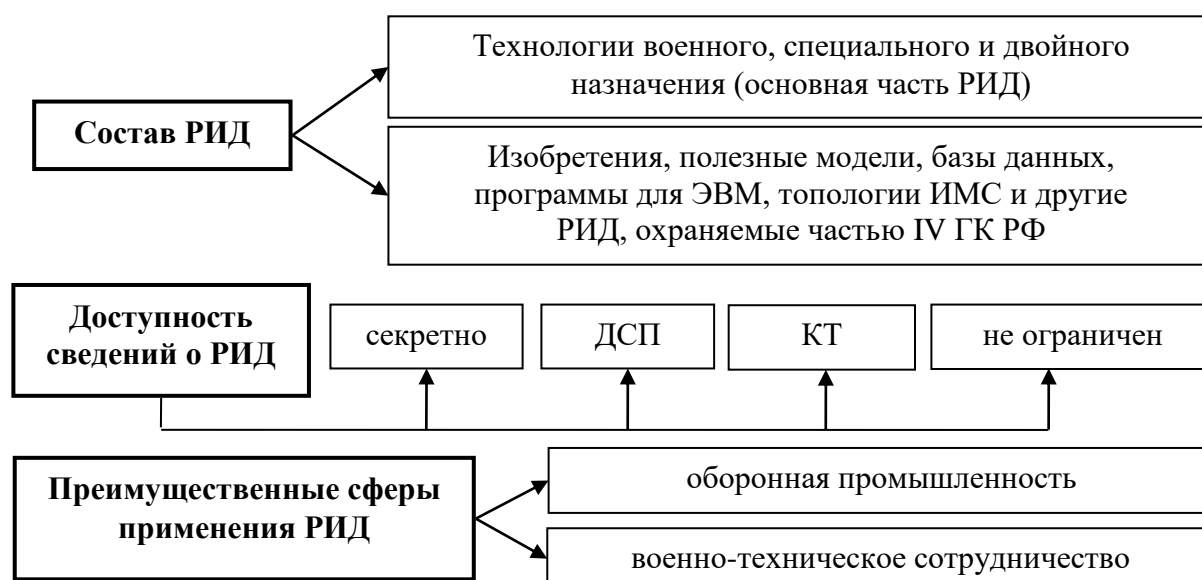 Технологии военного, специального и двойного
назначения (основная часть РИД)
Состав РИД
Изобретения, полезные модели, базы данных,
программы для ЭВМ, топологии ИМС и другие
РИД, охраняемые частью IV ГК РФ
Доступность
сведений о РИД
секретно
ДСП
КТ
не ограничен
Преимущественные сферы
применения РИД
оборонная промышленность
военно-техническое сотрудничество